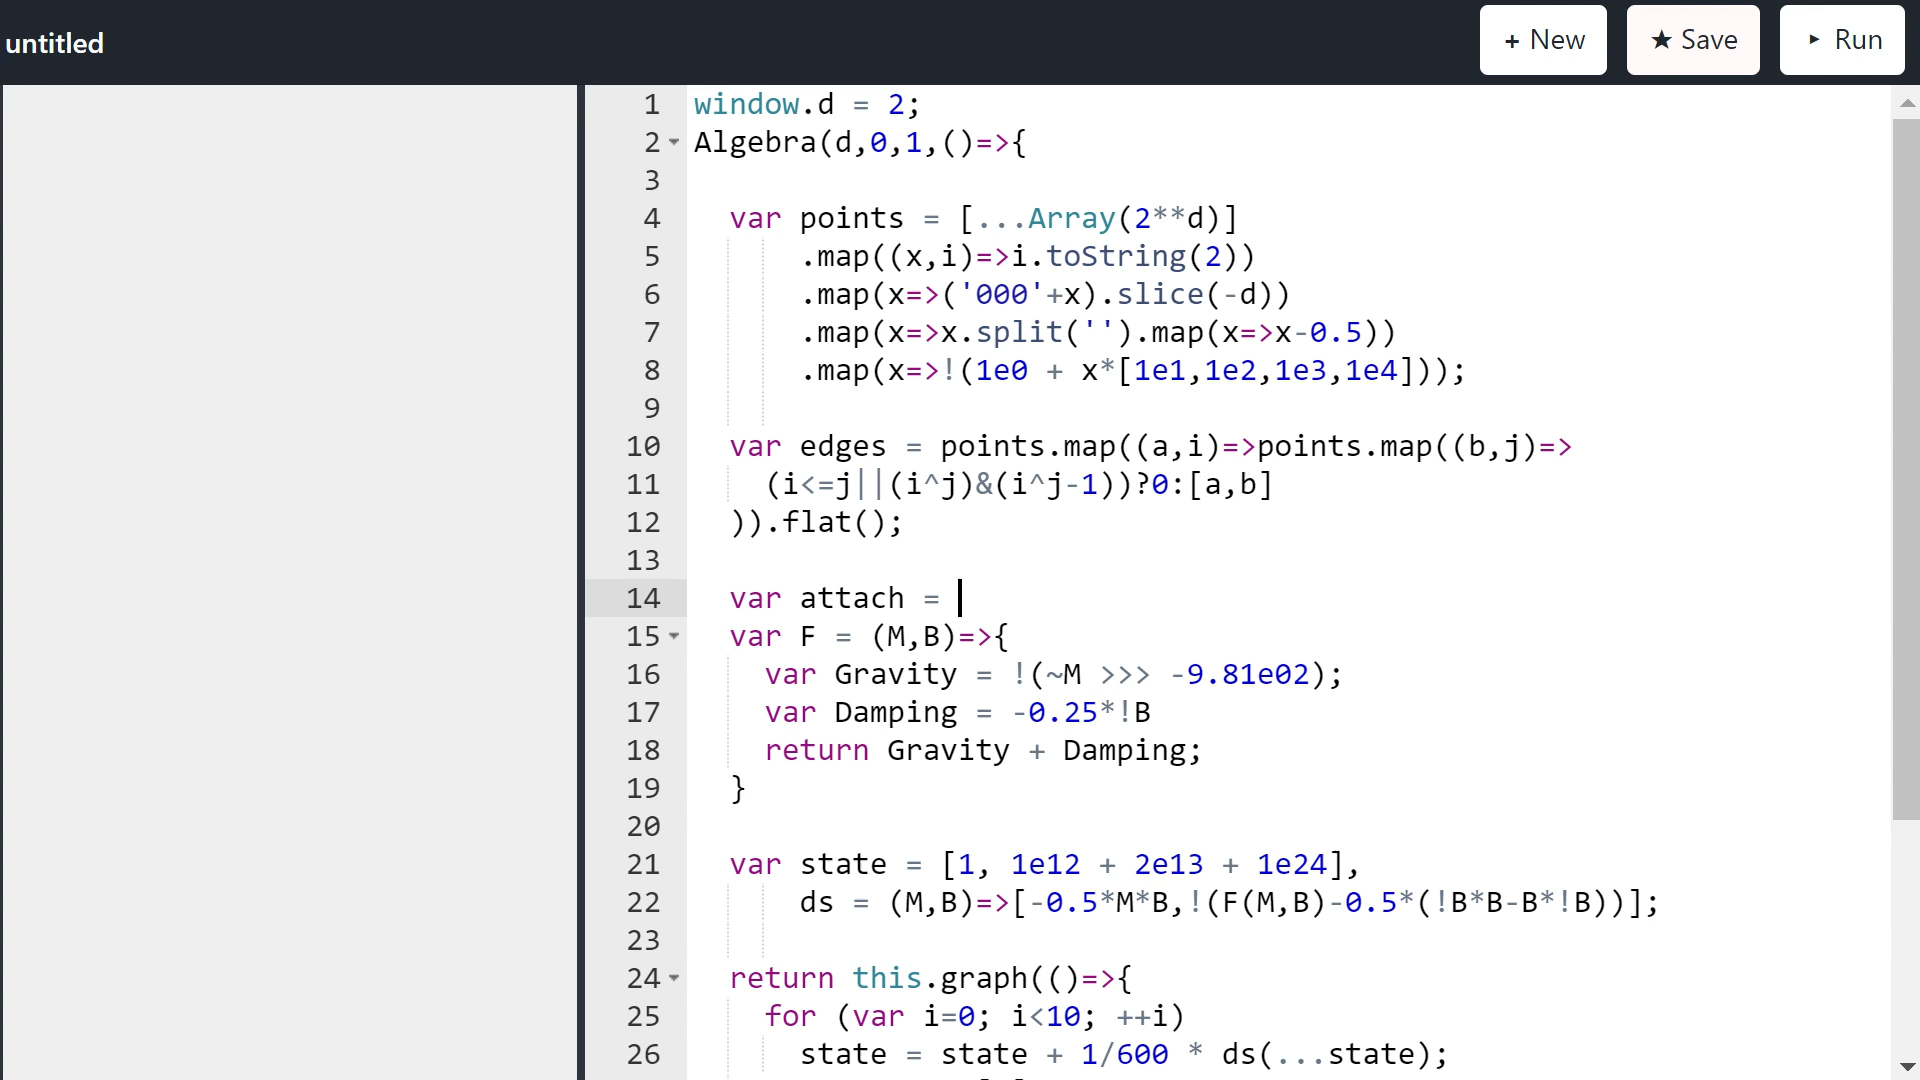 untitled
+ New ★ Save ▸ Run
1 window.d = 2;
2 Algebra(d,0,1,()=>{
3
4 var points = [...Array(2**d)]
5 .map((x,i)=>i.toString(2))
6 .map(x=>('000'+x).slice(-d))
7 .map(x=>x.split('').map(x=>x-0.5))
8 .map(x=>!(1e0 + x*[1e1,1e2,1e3,1e4]));
9
10 var edges = points.map((a,i)=>points.map((b,j)=>
11 (i<=j||(i^j)&(i^j-1))?0:[a,b]
12 )).flat();
13
14 var attach =
15 var F = (M,B)=>{
16 var Gravity = !(~M >>> -9.81e02);
17 var Damping = -0.25*!B
18 return Gravity + Damping;
19 }
20
21 var state = [1, 1e12 + 2e13 + 1e24],
22 ds = (M,B)=>[-0.5*M*B,!(F(M,B)-0.5*(!B*B-B*!B))];
23
24 return this.graph(()=>{
25 for (var i=0; i<10; ++i)
26 state = state + 1/600 * ds(...state);